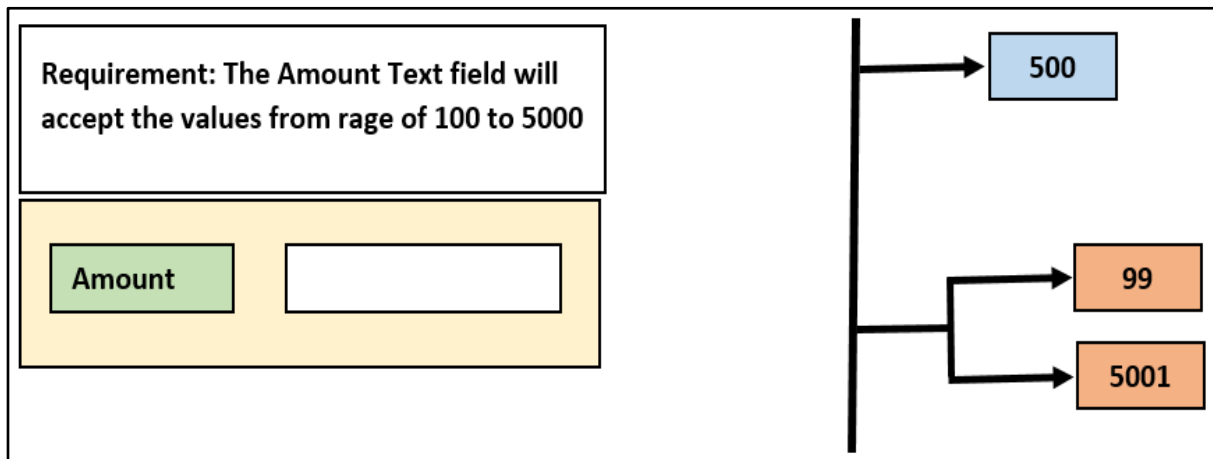 Requirement: The Amount Text field will
accept the values from rage of 100 to 5000
Amount
500
99
5001